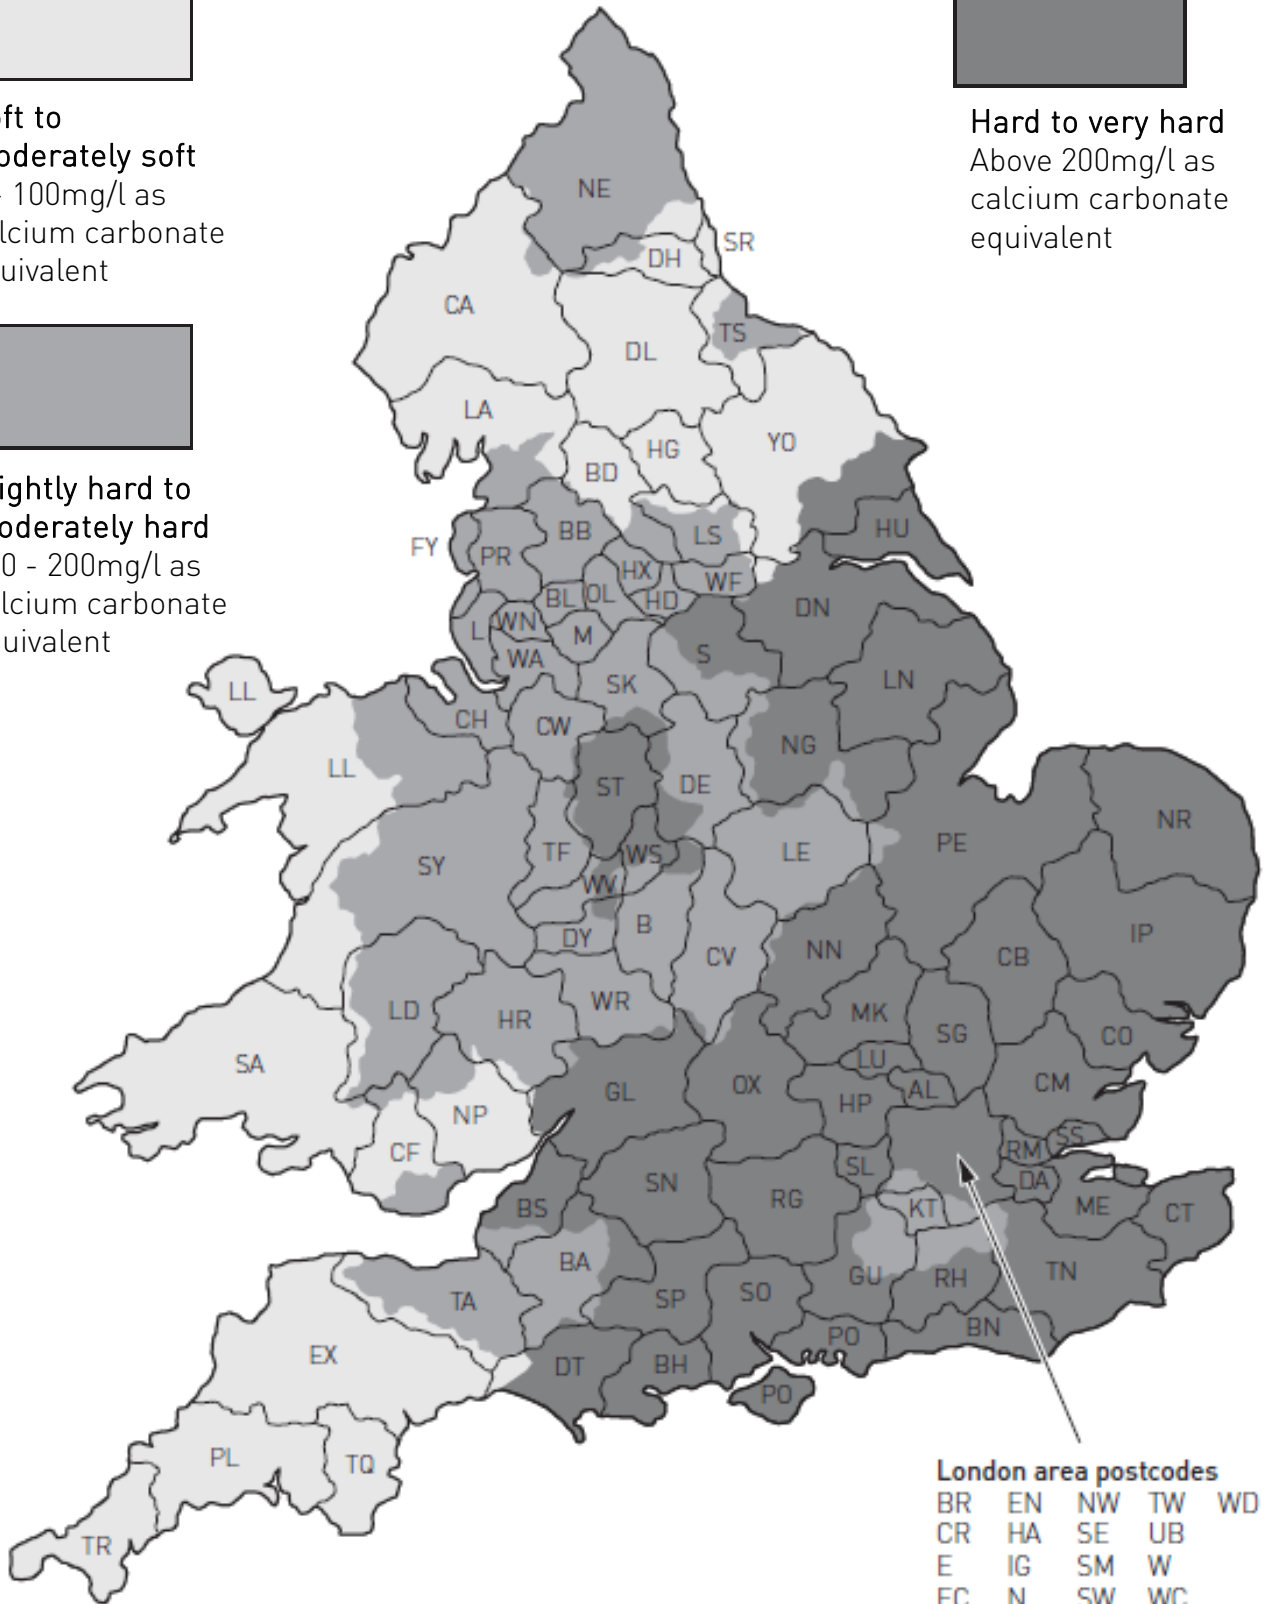 ft to
oderately soft
- 100mg/l as
lcium carbonate
quivalent
Hard to very hard
Above 200mg/l as
calcium carbonate
equivalent
ightly hard to
oderately hard
0 - 200mg/l as
lcium carbonate
quivalent
NE
SR
DH
CA
TS
DL
LA
YO
HG
BD
HU
LS
BB
FY
PR
HX
WF
BL
OL
HD
DN
L
WN
M
S
WA
SK
LN
LL
CH
CW
NG
LL
ST
DE
NR
SY
TF
WS
LE
PE
WV
B
IP
DY
NN
CV
CB
LD
HR
WR
MK
SG
CO
SA
LU
GL
OX
AL
CM
HP
NP
SS
CF
RM
SL
DA
SN
BS
RG
KT
ME
CT
BA
GU
RH
TN
TA
SP
SO
BN
PO
EX
DT
BH
PO
PL
TQ
TR
London area postcodes
BR EN NW TW WD
CR HA SE UB
E IG SM W
EC N SW WC